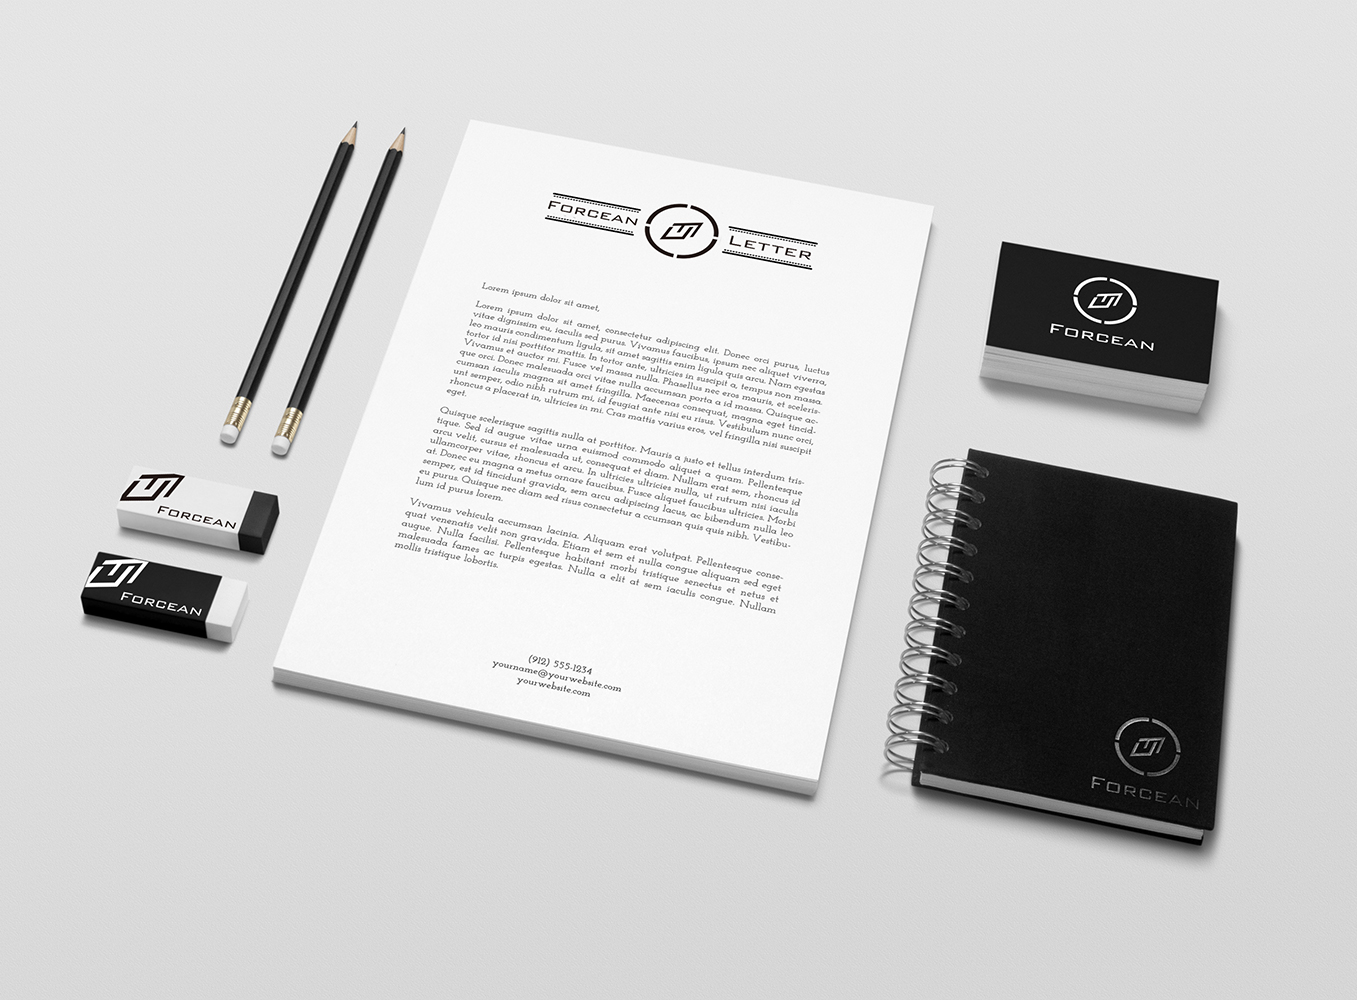 FORCEAN
LETTER
Lorem ipsum dolor sit amet,
Lorem ipsum dolor sit amet, consectetur adipiscing elit. Donec orci purus, luctus
vitae dignissim eu, iaculis sed purus. Vivamus faucibus, ipsum nec aliquet viverra,
leo mauris condimentum ligula, sit amet sagittis enim ligula quis arcu. Nam egestas
tortor id nisi porttitor mattis. In tortor ante, ultricies in suscipit a, tempus non massa.
Vivamus et auctor mi. Fusce vel massa nulla. Phasellus nec eros mauris, et sceleris-
que orci. Donec malesuada orci vitae nulla accumsan porta a id massa. Quisque ac-
cumsan iaculis magna sit amet fringilla. Maecenas consequat, magna eget tincid-
unt semper, odio nibh rutrum mi, id feugiat ante nisi eu risus. Vestibulum nunc orci,
rhoncus a placerat in, ultricies in mi. Cras mattis varius eros, vel fringilla nisi suscipit
eget.
Quisque scelerisque sagittis nulla at porttitor. Mauris a justo et tellus interdum tris-
tique. Sed id augue vitae urna euismod commodo aliquet a quam. Pellentesque
arcu velit, cursus et malesuada ut, consequat et diam. Nullam erat sem, rhoncus id
ullamcorper vitae, rhoncus et arcu. In ultricies ultricies nulla, ut rutrum nisi iaculis
at. Donec eu magna a metus ornare faucibus. Fusce aliquet faucibus ultricies. Morbi
semper, est id tincidunt gravida, sem arcu adipiscing lacus, ac bibendum nulla leo
eu purus. Quisque nec diam sed risus consectetur a ccumsan quis quis nibh. Vestibu-
lum id purus lorem.
Vivamus vehicula accumsan lacinia. Aliquam erat volutpat. Pellentesque conse-
quat venenatis velit non gravida. Etiam et sem et nulla congue aliquam sed eget
augue. Nulla facilisi. Pellentesque habitant morbi tristique senectus et netus et
malesuada fames ac turpis egestas. Nulla a elit at sem iaculis congue. Nullam
mollis tristique lobortis.
(912) 555-1234
yourname@yourwebsite.com
yourwebsite.com
FORCEAN
FORCEAN
FORCEAN
FORCEAN